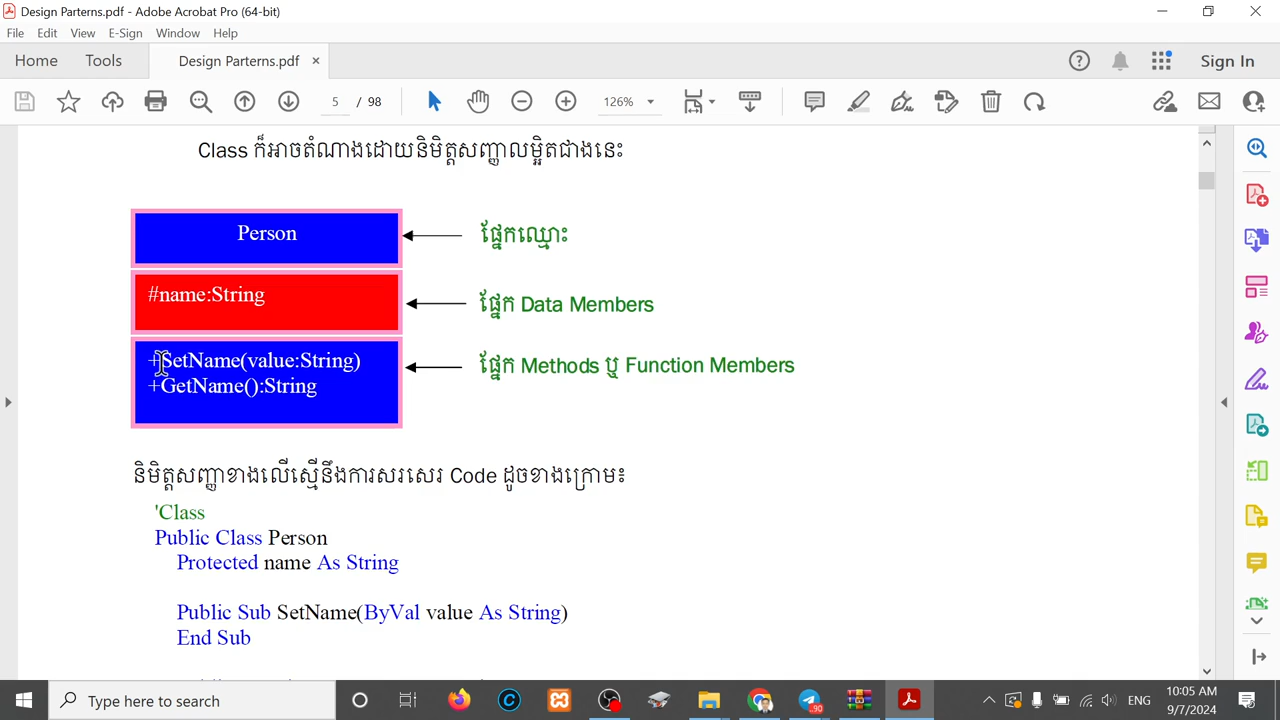 Design Parterns.pdf - Adobe Acrobat Pro (64-bit)
File Edit View E-Sign Window Help
Home Tools Design Parterns.pdf × Sign In
5 / 98 126%
Class ក៏អាចតំណាងដោយនិមិត្តសញ្ញាលម្អិតជាងនេះ
Person
ផ្នែកឈ្មោះ
#name:String
ផ្នែក Data Members
+SetName(value:String)
+GetName():String
ផ្នែក Methods ឬ Function Members
និមិត្តសញ្ញាខាងលើស្មើនឹងការសរសេរ Code ដូចខាងក្រោម៖
'Class
Public Class Person
Protected name As String
Public Sub SetName(ByVal value As String)
End Sub
Type here to search
90
ENG
10:05 AM
9/7/2024